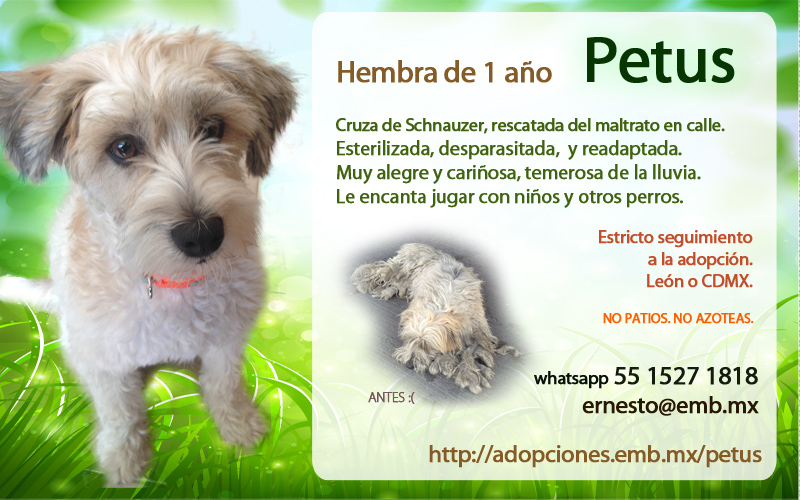 Hembra de 1 año Petus
Cruza de Schnauzer, rescatada del maltrato en calle.
Esterilizada, desparasitada, y readaptada.
Muy alegre y cariñosa, temerosa de la lluvia.
Le encanta jugar con niños y otros perros.
Estricto seguimiento
a la adopción.
León o CDMX.
NO PATIOS. NO AZOTEAS.
ANTES :(
whatsapp 55 1527 1818
ernesto@emb.mx
http://adopciones.emb.mx/petus